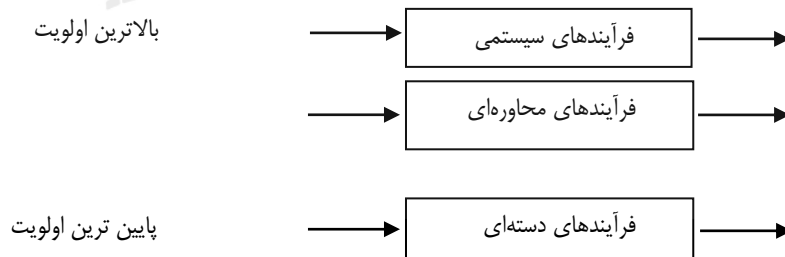 بالاترین اولویت
فرآیندهای سیستمی
فرآیندهای محاوره‌ای
پایین ترین اولویت
فرآیندهای دسته‌ای